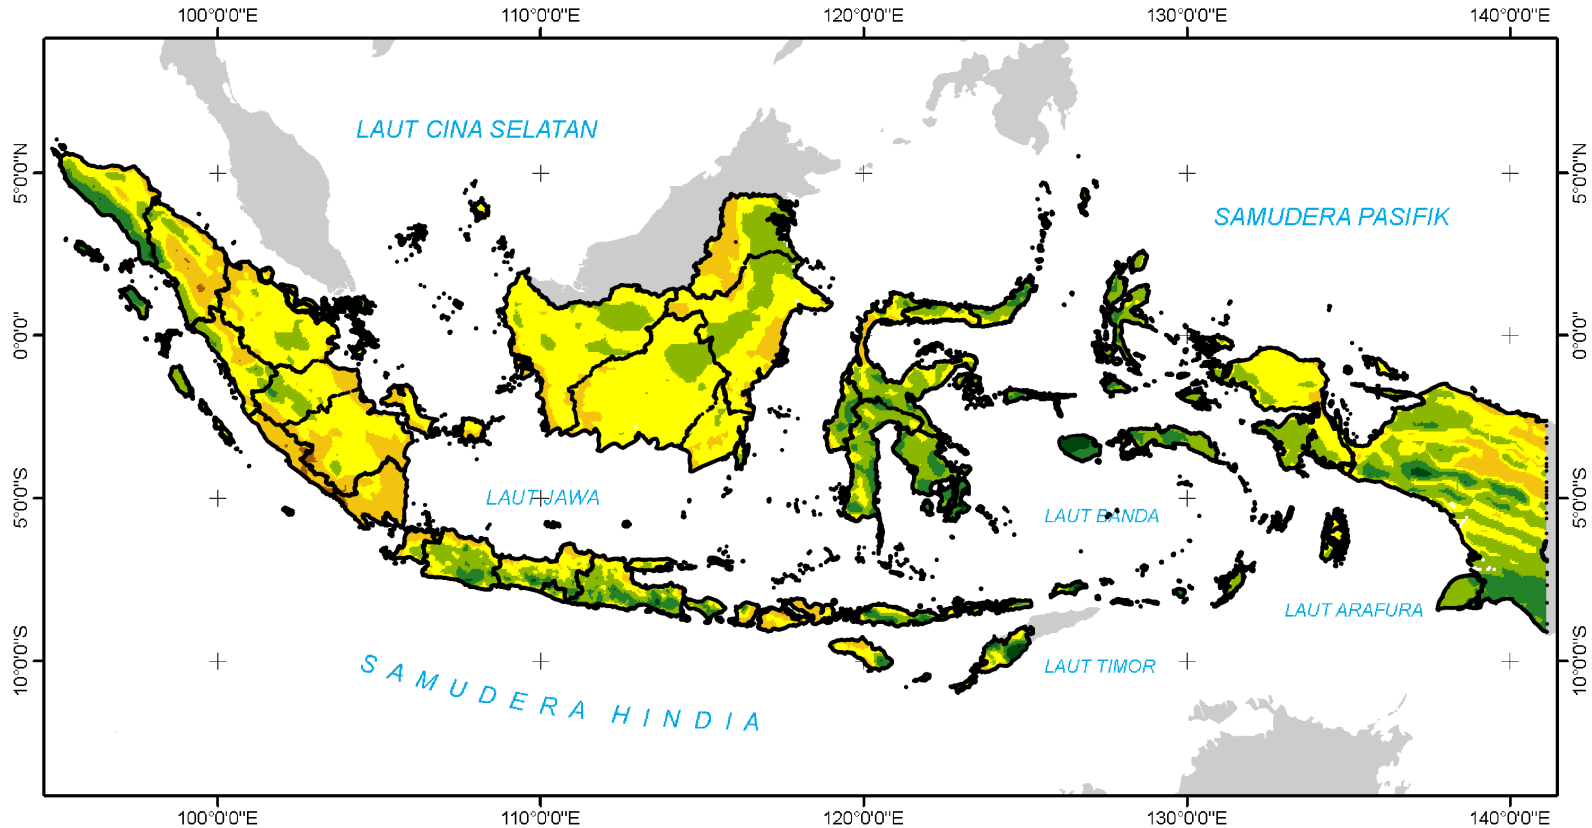 100°0'0"E 110°0'0"E 120°0'0"E 130°0'0"E 140°0'0"E
LAUT CINA SELATAN
5°0'0"N 5°0'0"N
SAMUDERA PASIFIK
0°0'0" 0°0'0"
LAUT JAWA
5°0'0"S 5°0'0"S
LAUT BANDA
LAUT ARAFURA
10°0'0"S SAMUDERA HINDIA LAUT TIMOR 10°0'0"S
100°0'0"E 110°0'0"E 120°0'0"E 130°0'0"E 140°0'0"E